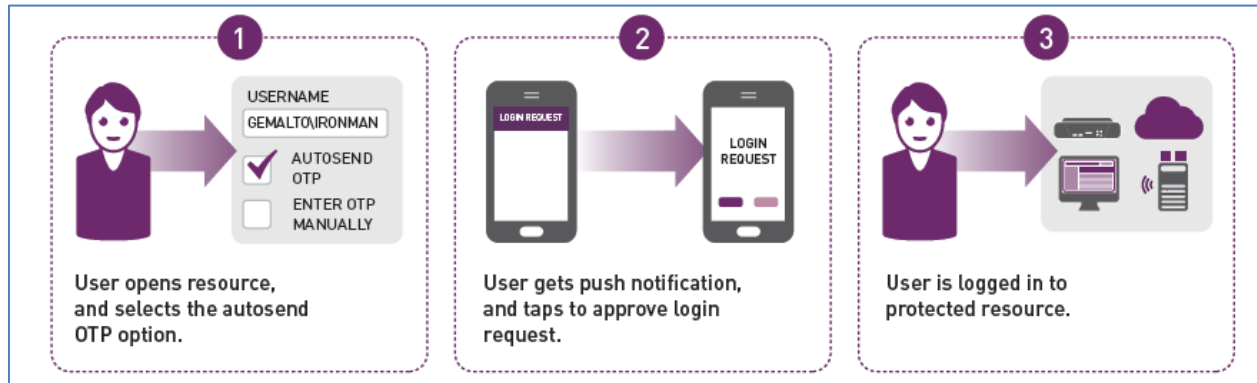 1
USERNAME
GEMALTO\IRONMAN
AUTOSEND
OTP
ENTER OTP
MANUALLY
User opens resource,
and selects the autosend
OTP option.
2
LOGIN REQUEST
LOGIN
REQUEST
User gets push notification,
and taps to approve login
request.
3
User is logged in to
protected resource.